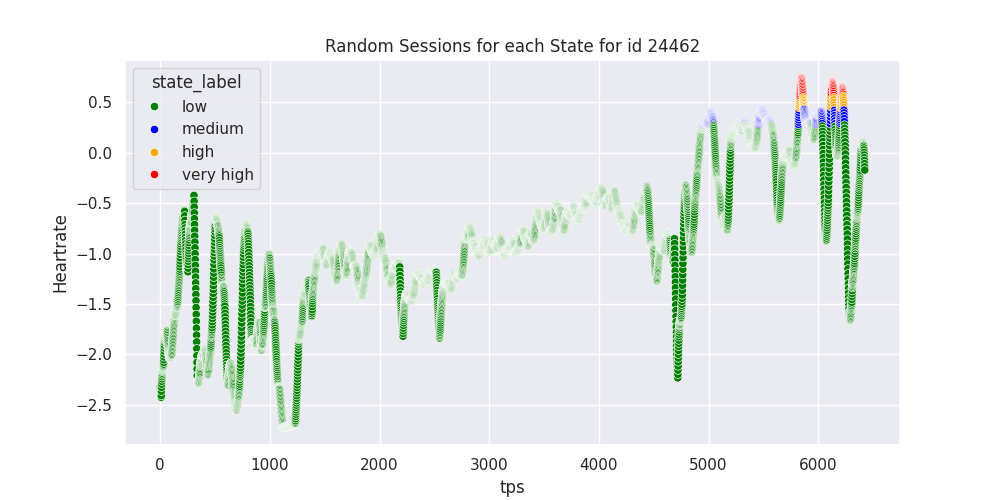 Random Sessions for each State for id 24462
state_label
low
medium
high
very high
Heartrate
0.5
0.0
−0.5
−1.0
−1.5
−2.0
−2.5
0 1000 2000 3000 4000 5000 6000
tps